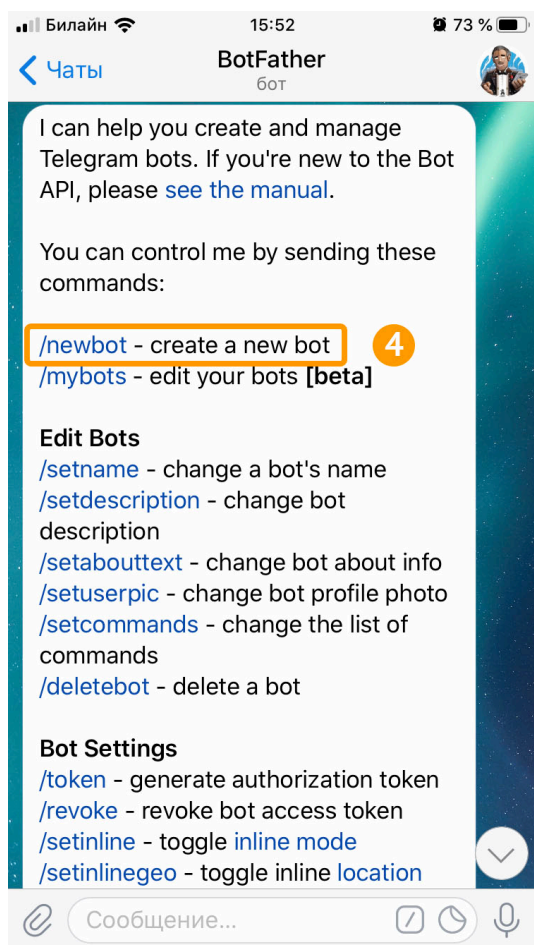 Билайн 15:52 73 %
Чаты BotFather
бот
I can help you create and manage
Telegram bots. If you're new to the Bot
API, please see the manual.
You can control me by sending these
commands:
/newbot - create a new bot 4
/mybots - edit your bots [beta]
Edit Bots
/setname - change a bot's name
/setdescription - change bot
description
/setabouttext - change bot about info
/setuserpic - change bot profile photo
/setcommands - change the list of
commands
/deletebot - delete a bot
Bot Settings
/token - generate authorization token
/revoke - revoke bot access token
/setinline - toggle inline mode
/setinlinegeo - toggle inline location
Сообщение...